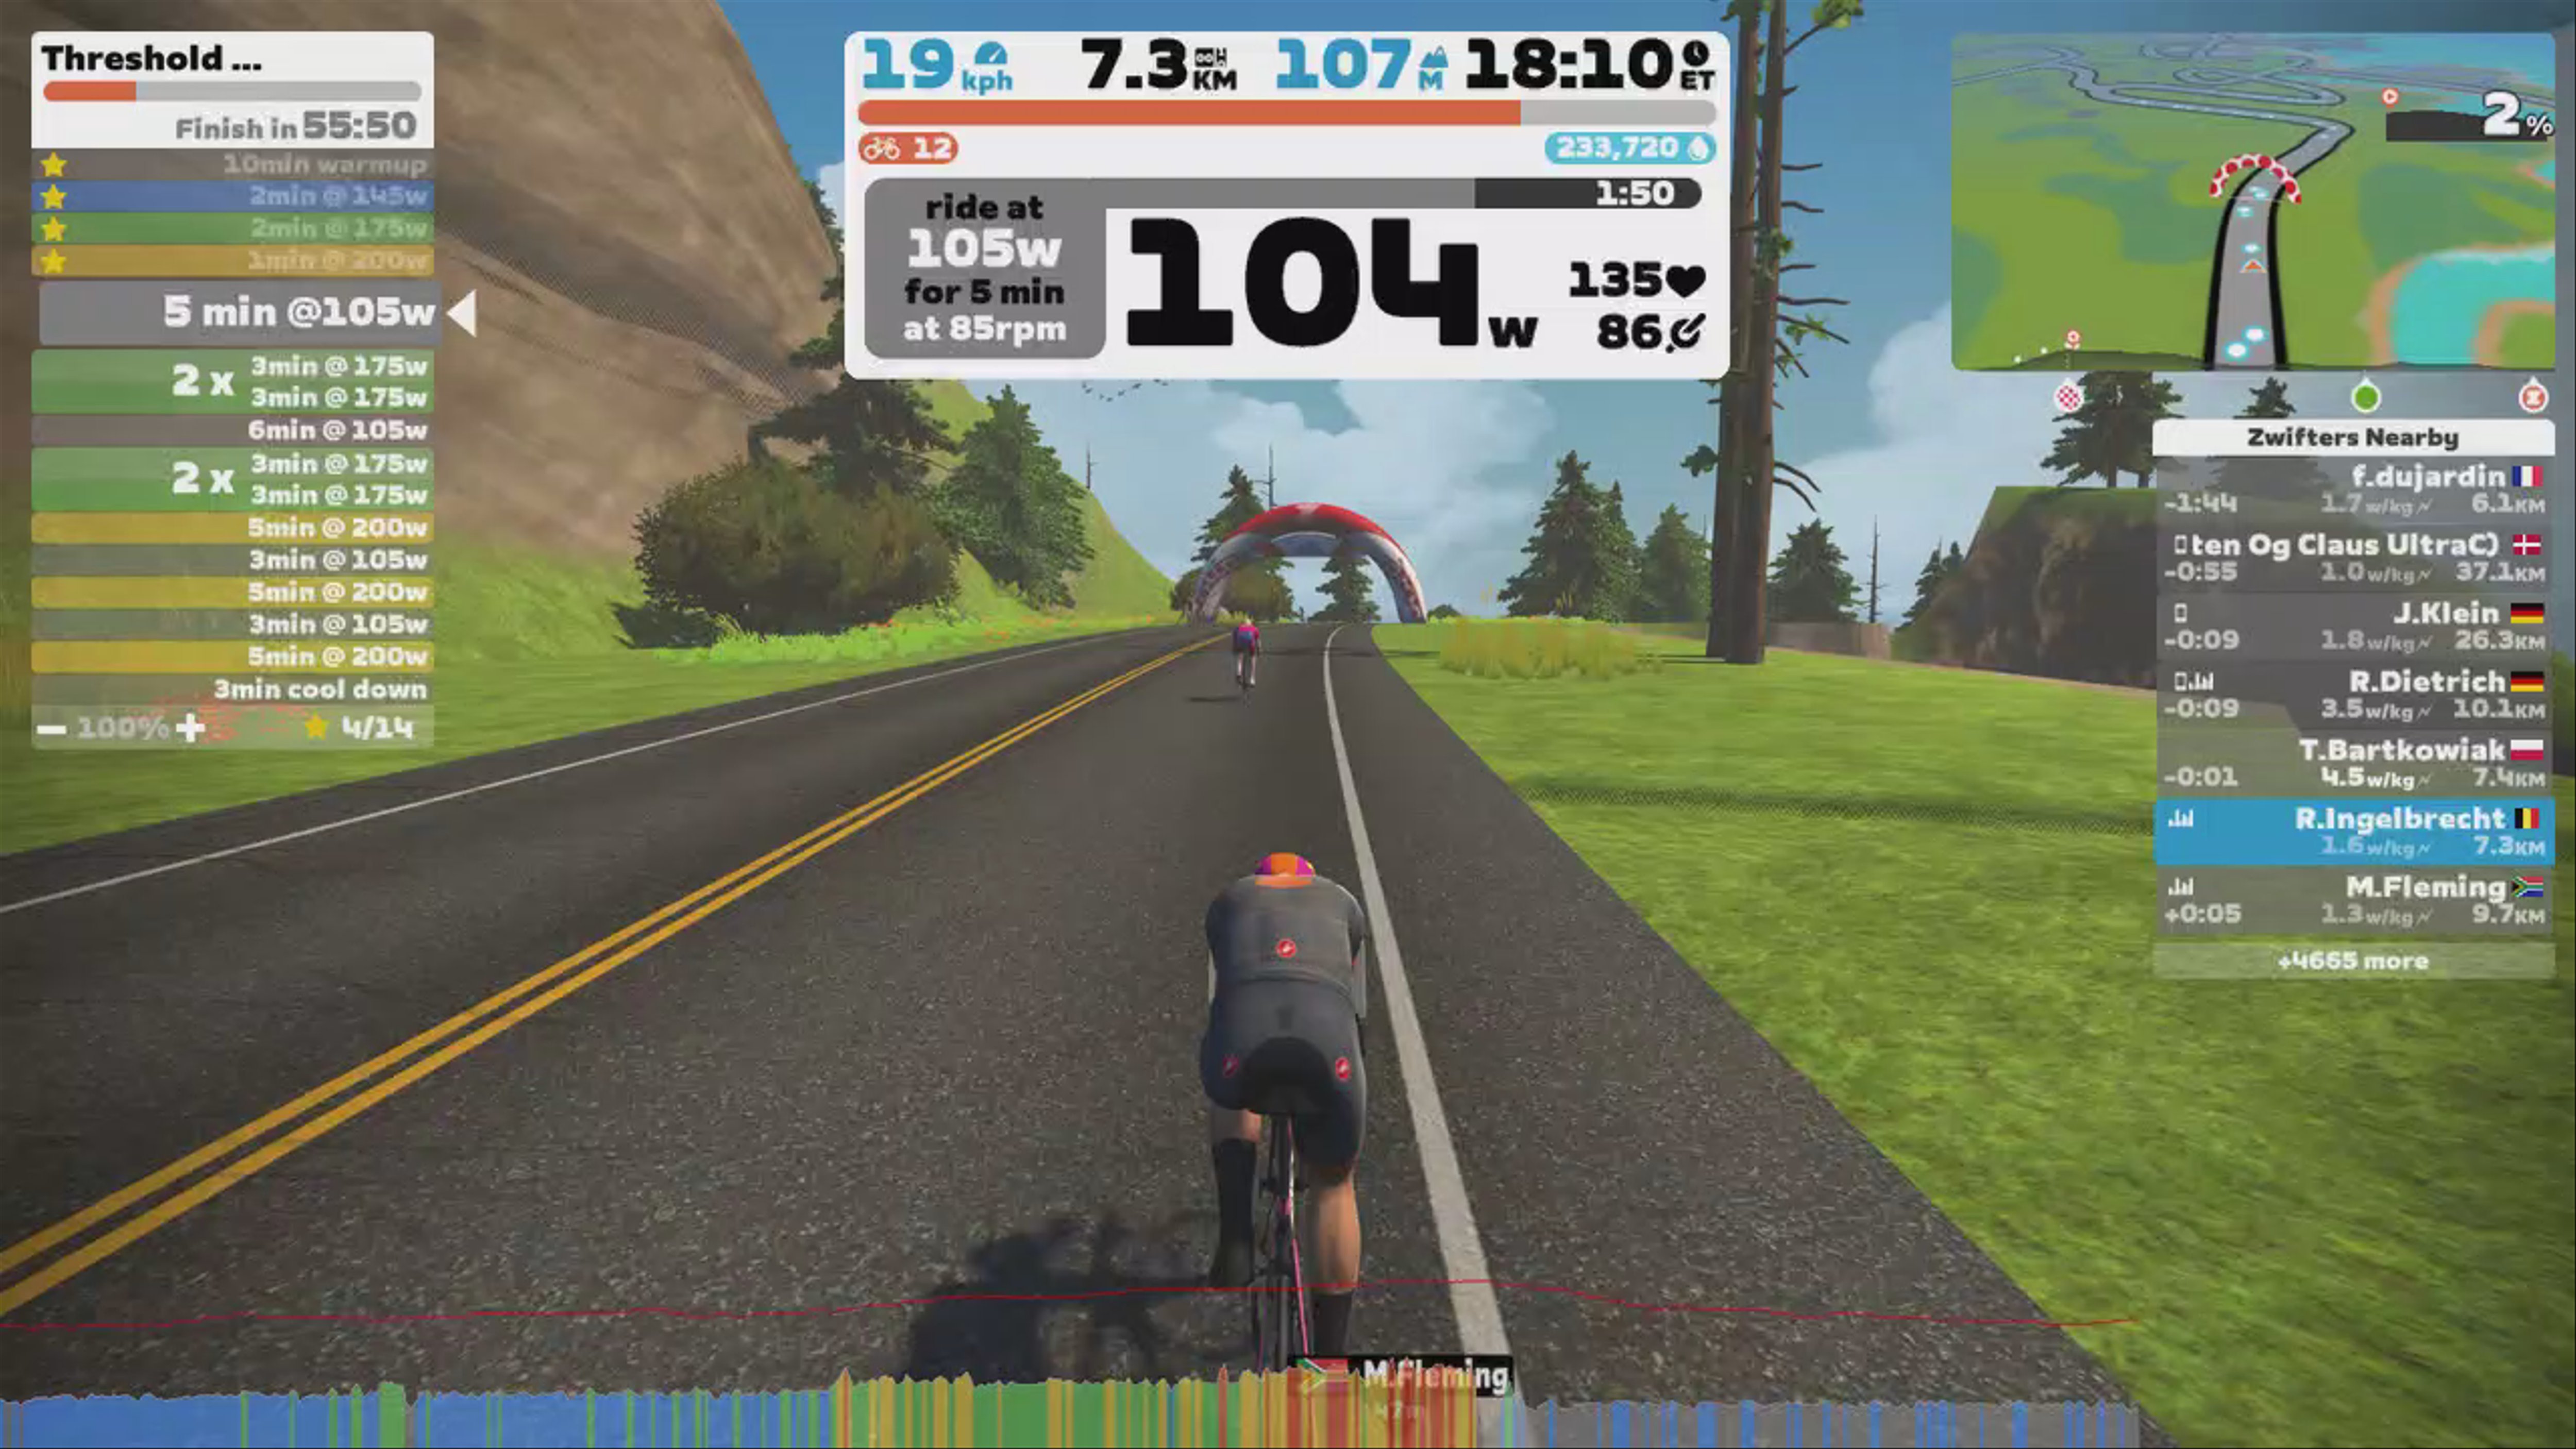 Threshold ...
Finish in 55:50
10min warmup
2min @ 145w
2min @ 175w
1min @ 200w
5 min @105w
2 x
3min @ 175w
3min @ 175w
6min @ 105w
2 x
3min @ 175w
3min @ 175w
5min @ 200w
3min @ 105w
5min @ 200w
3min @ 105w
5min @ 200w
3min cool down
− 100% + 4/14
19 kph 7.3 KM 107 M 18:10 ET
12
233,720
1:50
ride at
105w
for 5 min
at 85rpm
104 w
135
86
2 %
Zwifters Nearby
f.dujardin
-1:44 1.7 w/kg 6.1KM
ten Og Claus UltraC)
-0:55 1.0 w/kg 37.1KM
J.Klein
-0:09 1.8 w/kg 26.3KM
R.Dietrich
-0:09 3.5 w/kg 10.1KM
T.Bartkowiak
-0:01 4.5 w/kg 7.4KM
R.Ingelbrecht
1.6 w/kg 7.3KM
M.Fleming
+0:05 1.3 w/kg 9.7KM
+4665 more
M.Fleming